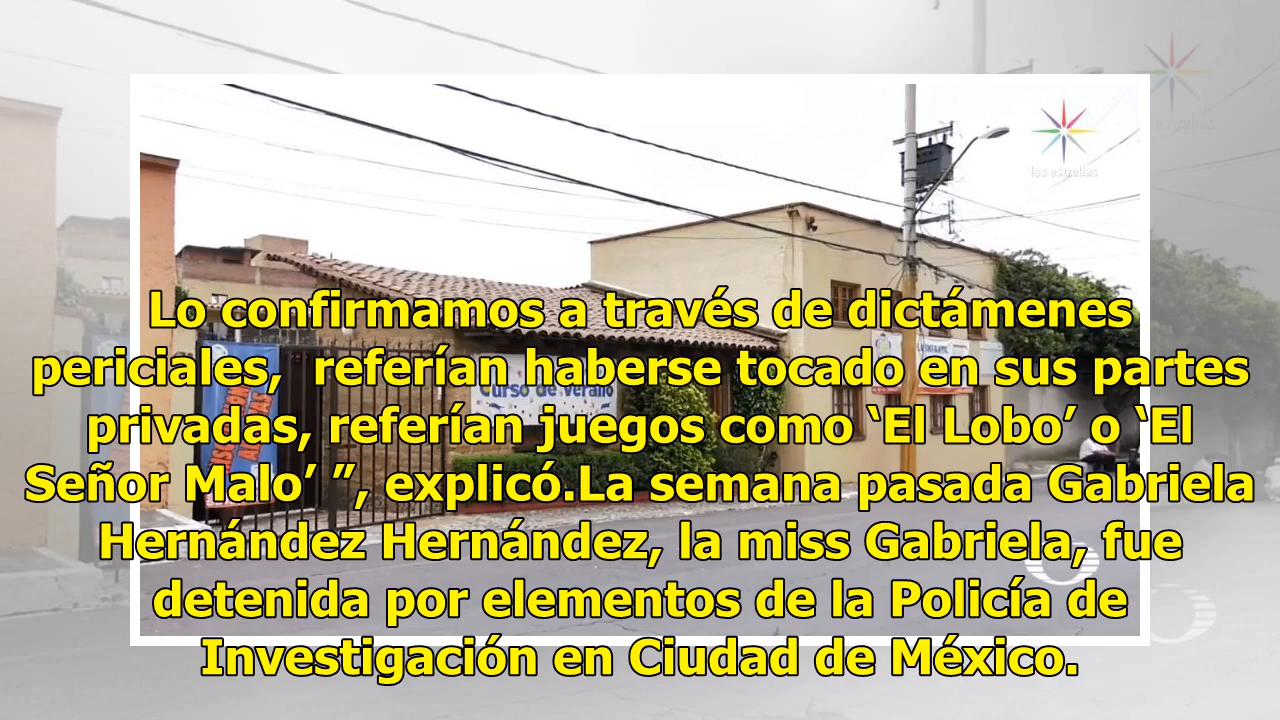 las estrellas
Lo confirmamos a través de dictámenes
periciales,  referían haberse tocado en sus partes
privadas, referían juegos como ‘El Lobo’ o ‘El
Señor Malo’ ”, explicó.La semana pasada Gabriela
Hernández Hernández, la miss Gabriela, fue
detenida por elementos de la Policía de
Investigación en Ciudad de México.
Curso de verano